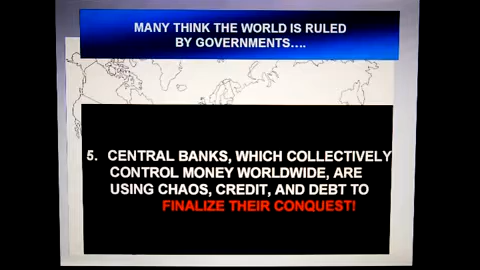 MANY THINK THE WORLD IS RULED
BY GOVERNMENTS….
5. CENTRAL BANKS, WHICH COLLECTIVELY
CONTROL MONEY WORLDWIDE, ARE
USING CHAOS, CREDIT, AND DEBT TO
FINALIZE THEIR CONQUEST!